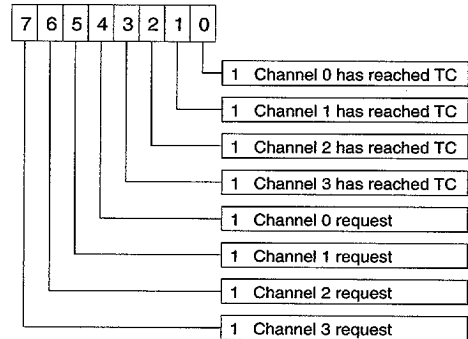 7 6 5 4 3 2 1 0
1 Channel 0 has reached TC
1 Channel 1 has reached TC
1 Channel 2 has reached TC
1 Channel 3 has reached TC
1 Channel 0 request
1 Channel 1 request
1 Channel 2 request
1 Channel 3 request